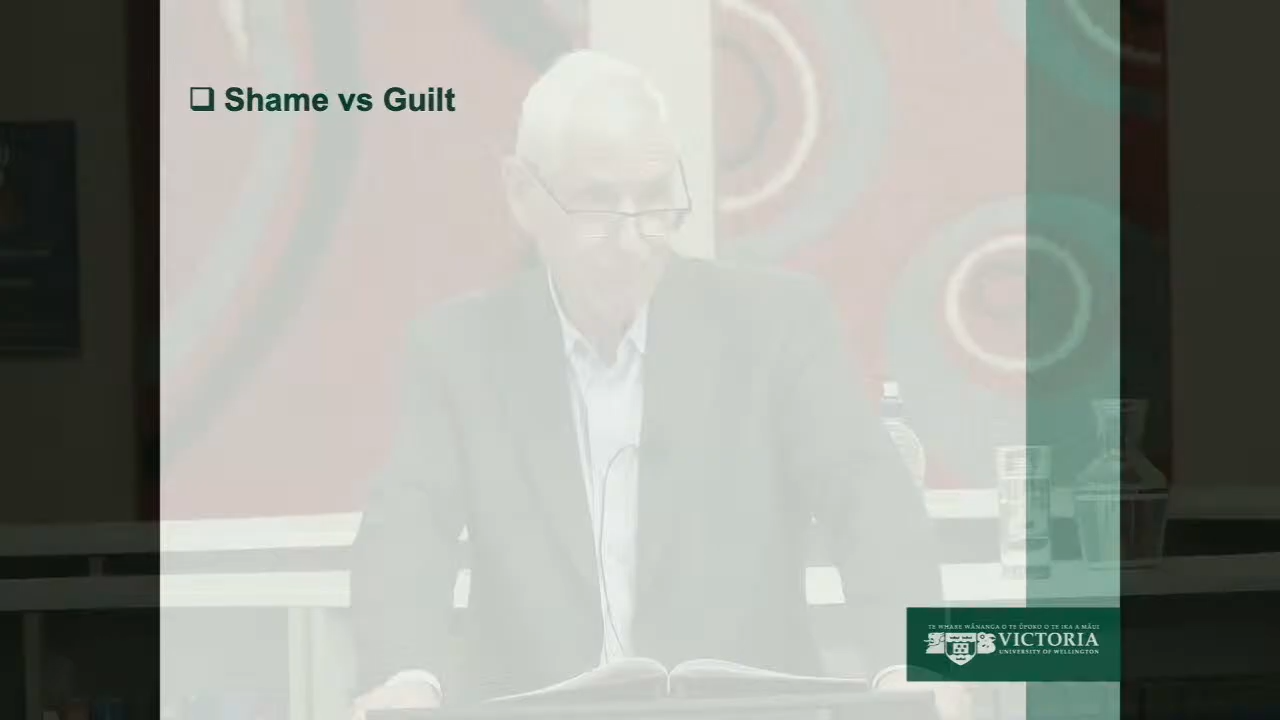 ❑ Shame vs Guilt
TE WHARE WĀNANGA O TE ŪPOKO O TE IKA A MĀUI
VICTORIA
UNIVERSITY OF WELLINGTON